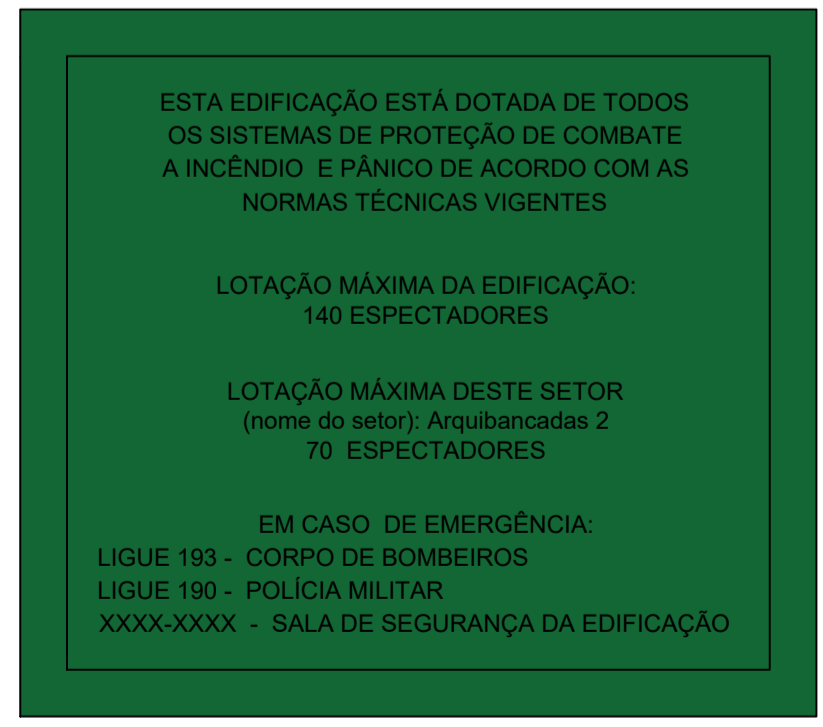 ESTA EDIFICAÇÃO ESTÁ DOTADA DE TODOS
OS SISTEMAS DE PROTEÇÃO DE COMBATE
A INCÊNDIO E PÂNICO DE ACORDO COM AS
NORMAS TÉCNICAS VIGENTES
LOTAÇÃO MÁXIMA DA EDIFICAÇÃO:
140 ESPECTADORES
LOTAÇÃO MÁXIMA DESTE SETOR
(nome do setor): Arquibancadas 2
70 ESPECTADORES
EM CASO DE EMERGÊNCIA:
LIGUE 193 - CORPO DE BOMBEIROS
LIGUE 190 - POLÍCIA MILITAR
XXXX-XXXX - SALA DE SEGURANÇA DA EDIFICAÇÃO